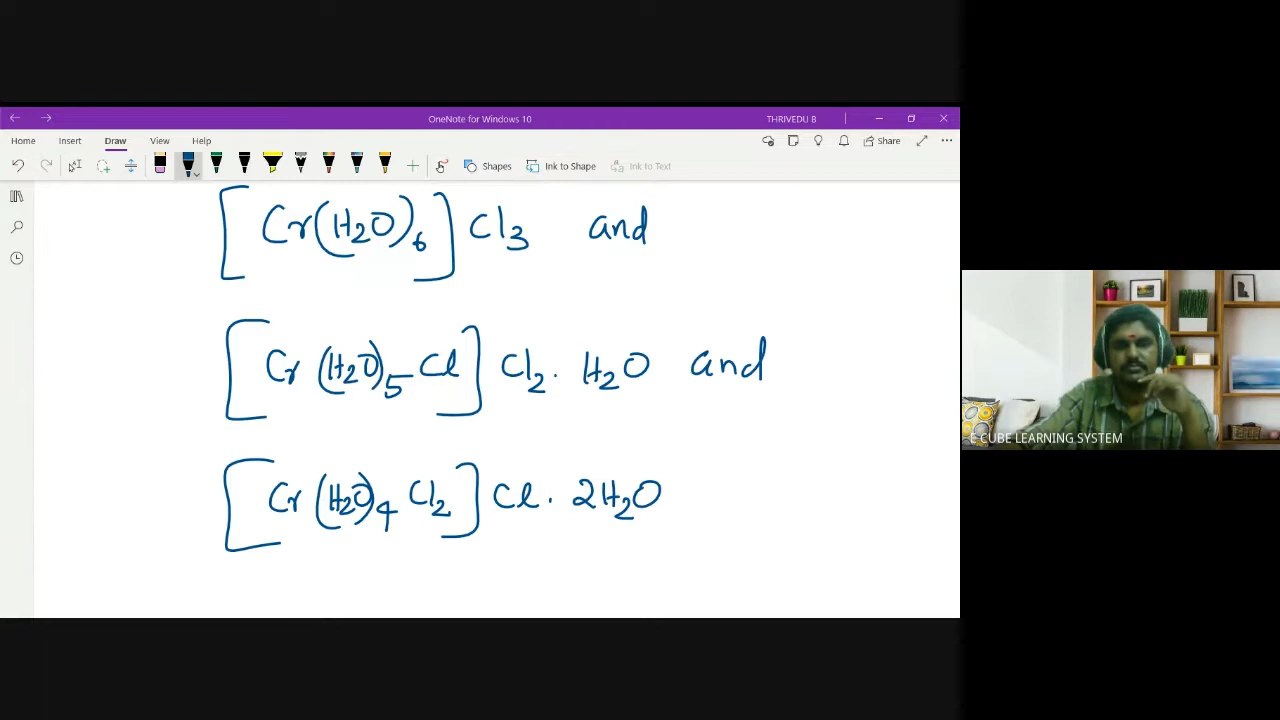 OneNote for Windows 10
THRIVEDU B
Home Insert Draw View Help
Share
Shapes Ink to Shape Ink to Text
[Cr(H2O)6]Cl3 and
[Cr(H2O)5Cl]Cl2. H2O and
[Cr(H2O)4Cl2]Cl. 2H2O
E CUBE LEARNING SYSTEM